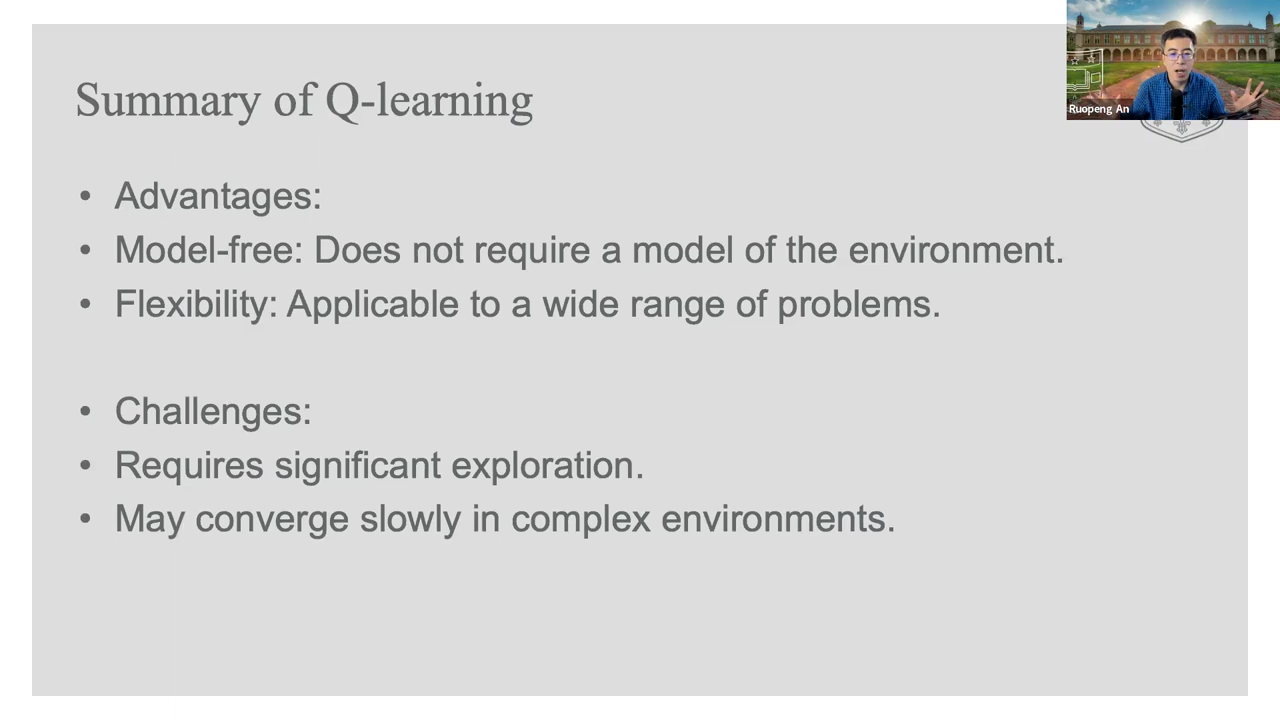 Summary of Q-learning
Ruopeng An
• Advantages:
• Model-free: Does not require a model of the environment.
• Flexibility: Applicable to a wide range of problems.
• Challenges:
• Requires significant exploration.
• May converge slowly in complex environments.